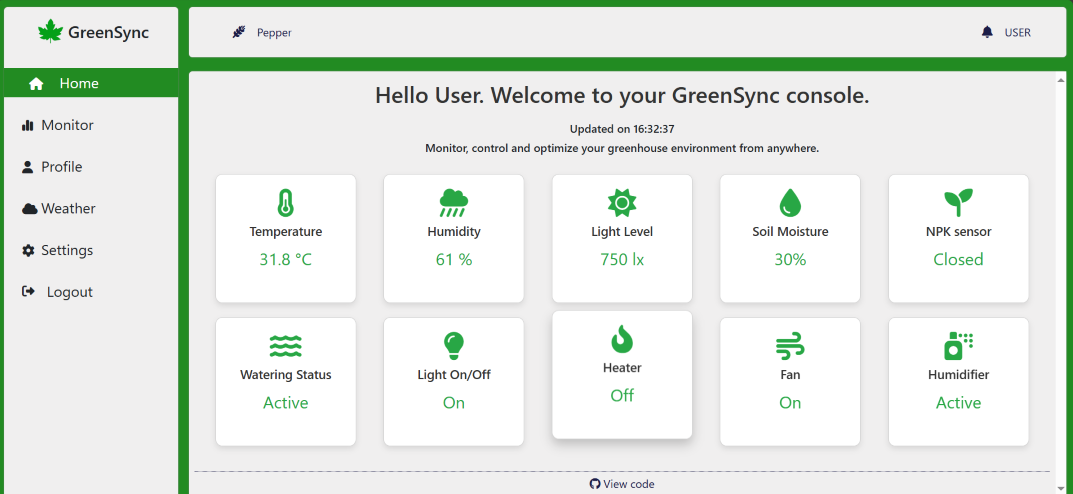 GreenSync
Pepper
USER
Home
Monitor
Profile
Weather
Settings
Logout
Hello User. Welcome to your GreenSync console.
Updated on 16:32:37
Monitor, control and optimize your greenhouse environment from anywhere.
Temperature
31.8 °C
Humidity
61 %
Light Level
750 lx
Soil Moisture
30%
NPK sensor
Closed
Watering Status
Active
Light On/Off
On
Heater
Off
Fan
On
Humidifier
Active
View code